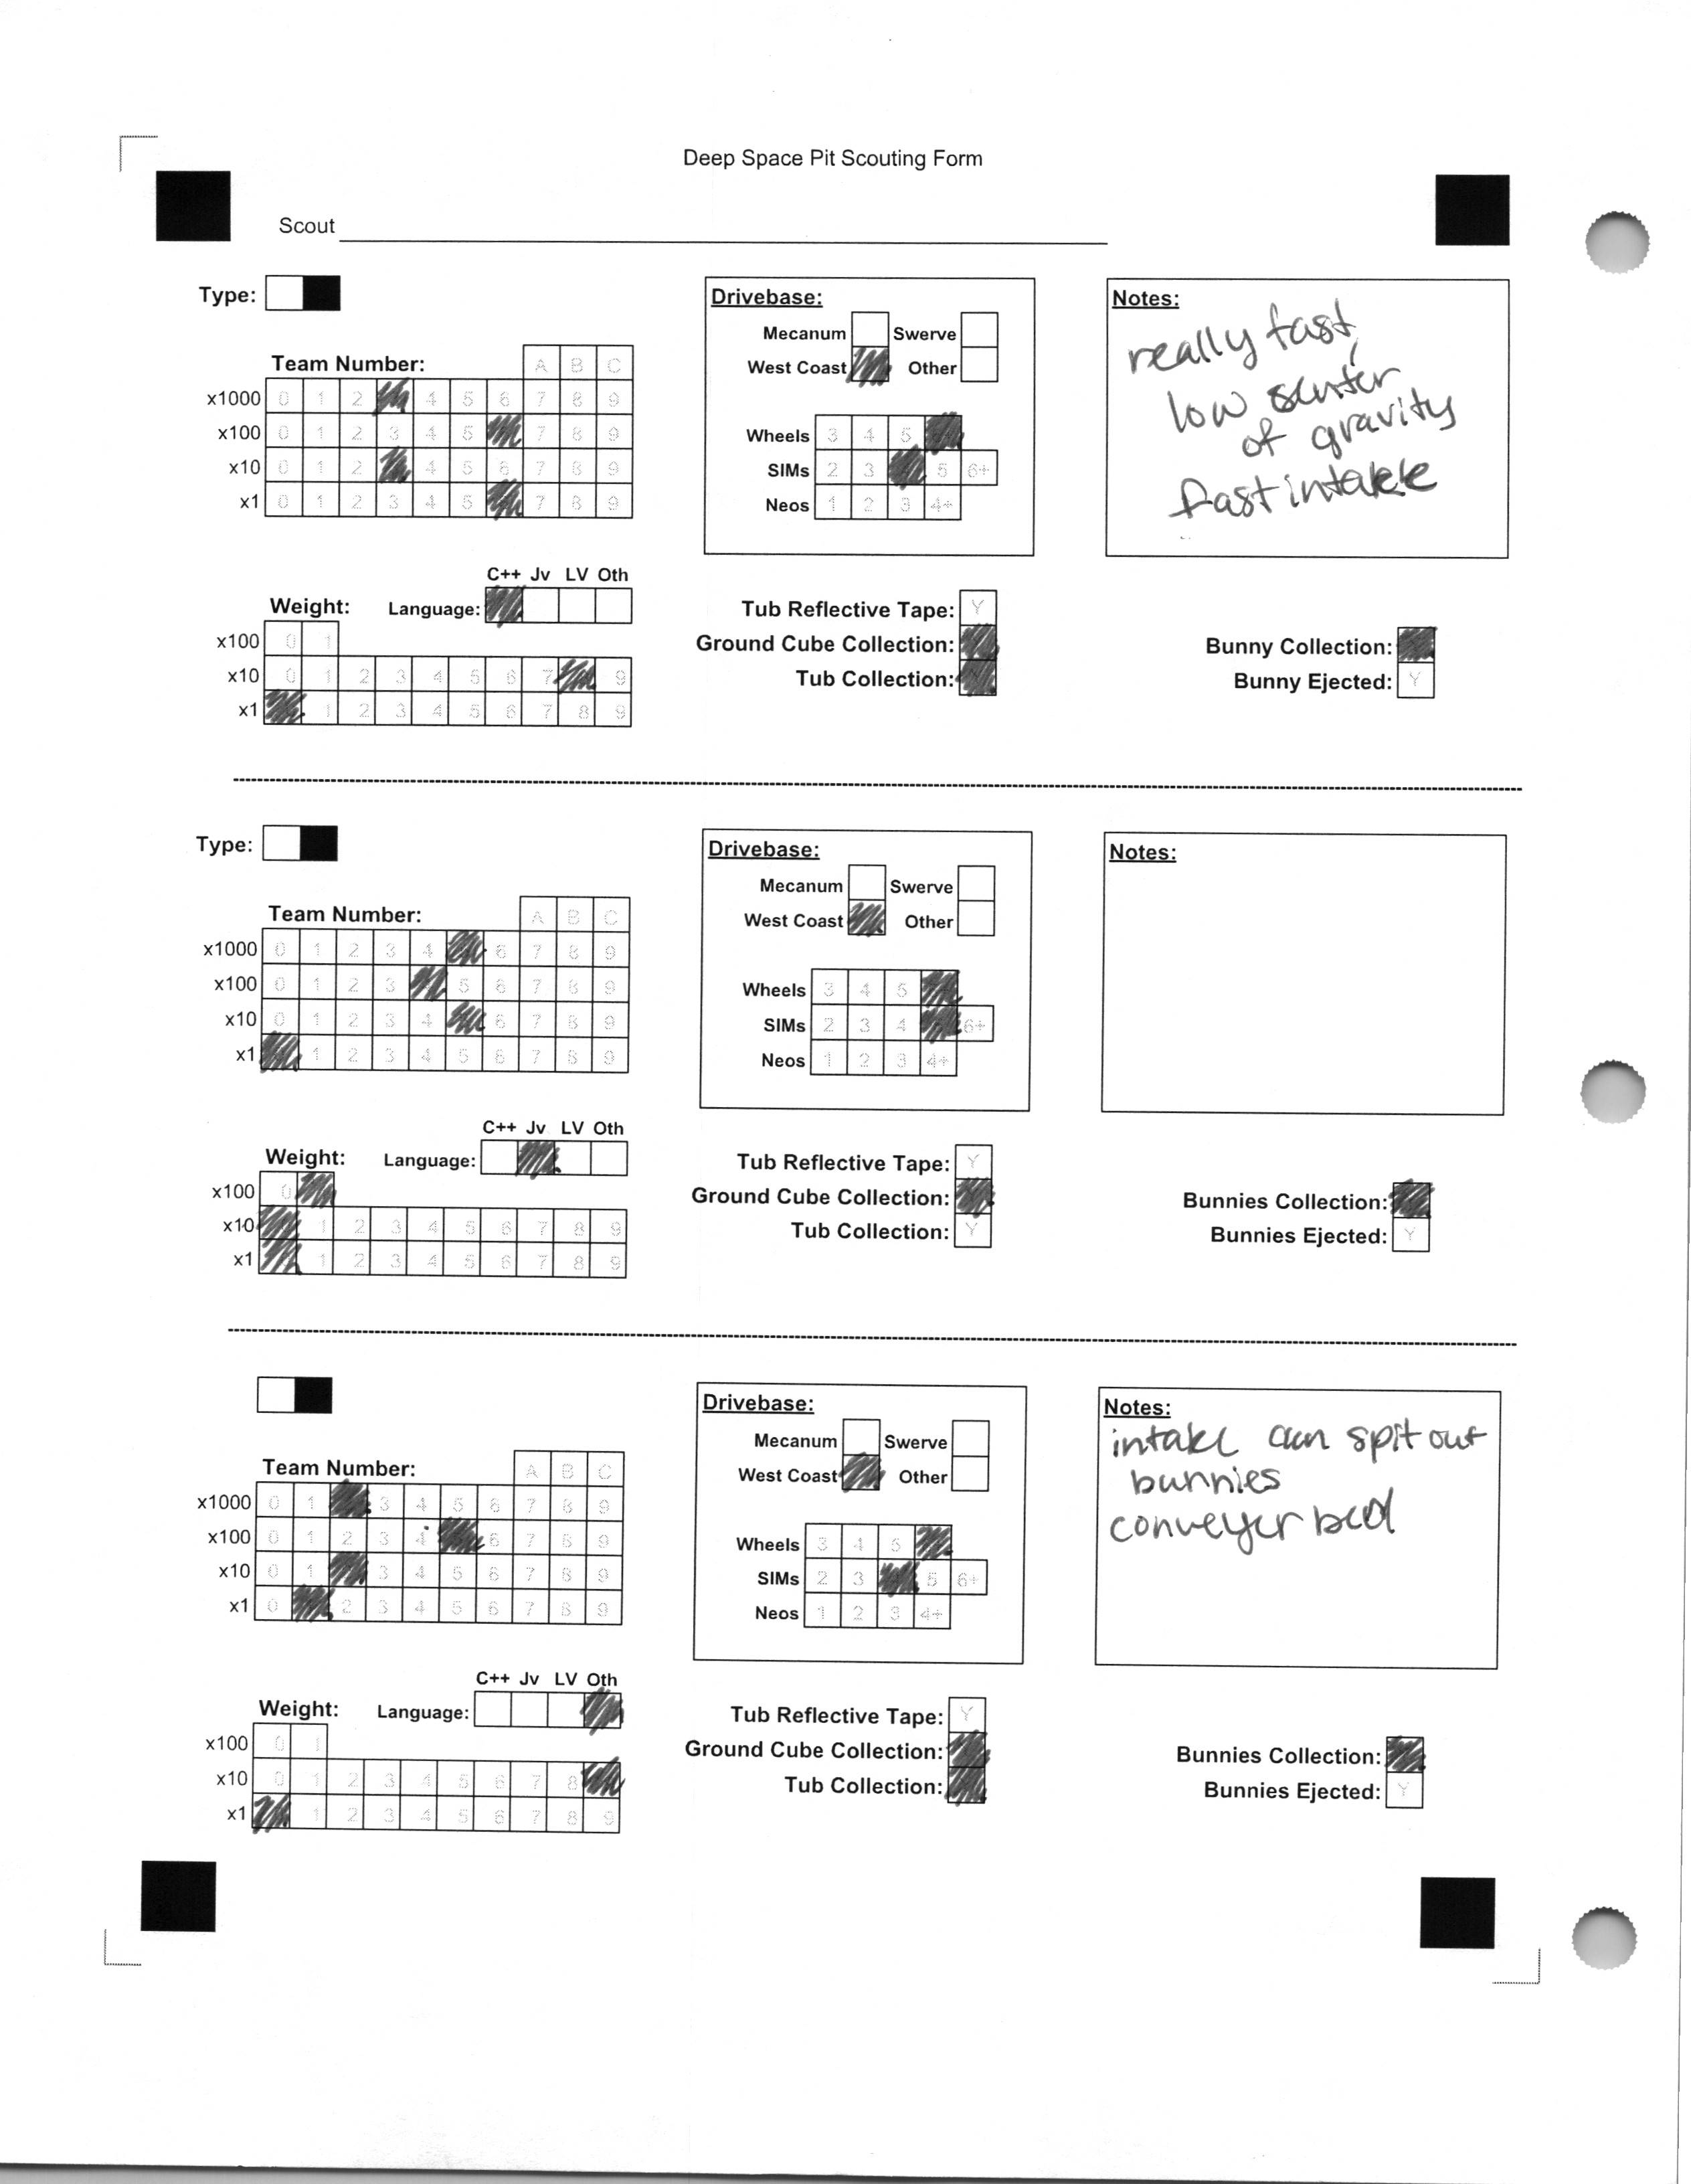 Deep Space Pit Scouting Form
Scout
Type:
Team Number:
A B C
x1000 0 1 2 4 5 6 7 8 9
x100 0 1 2 3 4 5 7 8 9
x10 0 1 2 4 5 6 7 8 9
x1 0 1 2 3 4 5 7 8 9
C++ Jv LV Oth
Weight: Language:
x100 0 1
x10 0 1 2 3 4 5 6 7 9
x1 1 2 3 4 5 6 7 8 9
Drivebase:
Mecanum Swerve
West Coast Other
Wheels 3 4 5
SIMs 2 3 5 6+
Neos 1 2 3 4+
Tub Reflective Tape: Y
Ground Cube Collection:
Tub Collection:
Notes:
really fast,
low senter
of gravity
fast intake
Bunny Collection:
Bunny Ejected: Y
Type:
Team Number:
A B C
x1000 0 1 2 3 4 6 7 8 9
x100 0 1 2 3 5 6 7 8 9
x10 0 1 2 3 4 6 7 8 9
x1 1 2 3 4 5 6 7 8 9
C++ Jv LV Oth
Weight: Language:
x100 0
x10 1 2 3 4 5 6 7 8 9
x1 1 2 3 4 5 6 7 8 9
Drivebase:
Mecanum Swerve
West Coast Other
Wheels 3 4 5
SIMs 2 3 4 6+
Neos 1 2 3 4+
Tub Reflective Tape: Y
Ground Cube Collection:
Tub Collection: Y
Notes:
Bunnies Collection:
Bunnies Ejected: Y
Team Number:
A B C
x1000 0 1 3 4 5 6 7 8 9
x100 0 1 2 3 4 6 7 8 9
x10 0 1 3 4 5 6 7 8 9
x1 0 2 3 4 5 6 7 8 9
C++ Jv LV Oth
Weight: Language:
x100 0 1
x10 0 1 2 3 4 5 6 7 8
x1 1 2 3 4 5 6 7 8 9
Drivebase:
Mecanum Swerve
West Coast Other
Wheels 3 4 5
SIMs 2 3 5 6+
Neos 1 2 3 4+
Tub Reflective Tape: Y
Ground Cube Collection:
Tub Collection:
Notes:
intake can spit out
bunnies
conveyer bed
Bunnies Collection:
Bunnies Ejected: Y